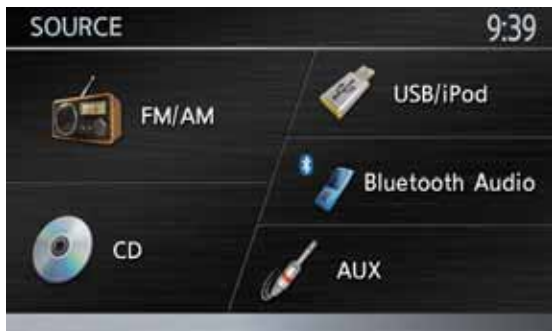 SOURCE 9:39
FM/AM
USB/iPod
Bluetooth Audio
CD
AUX